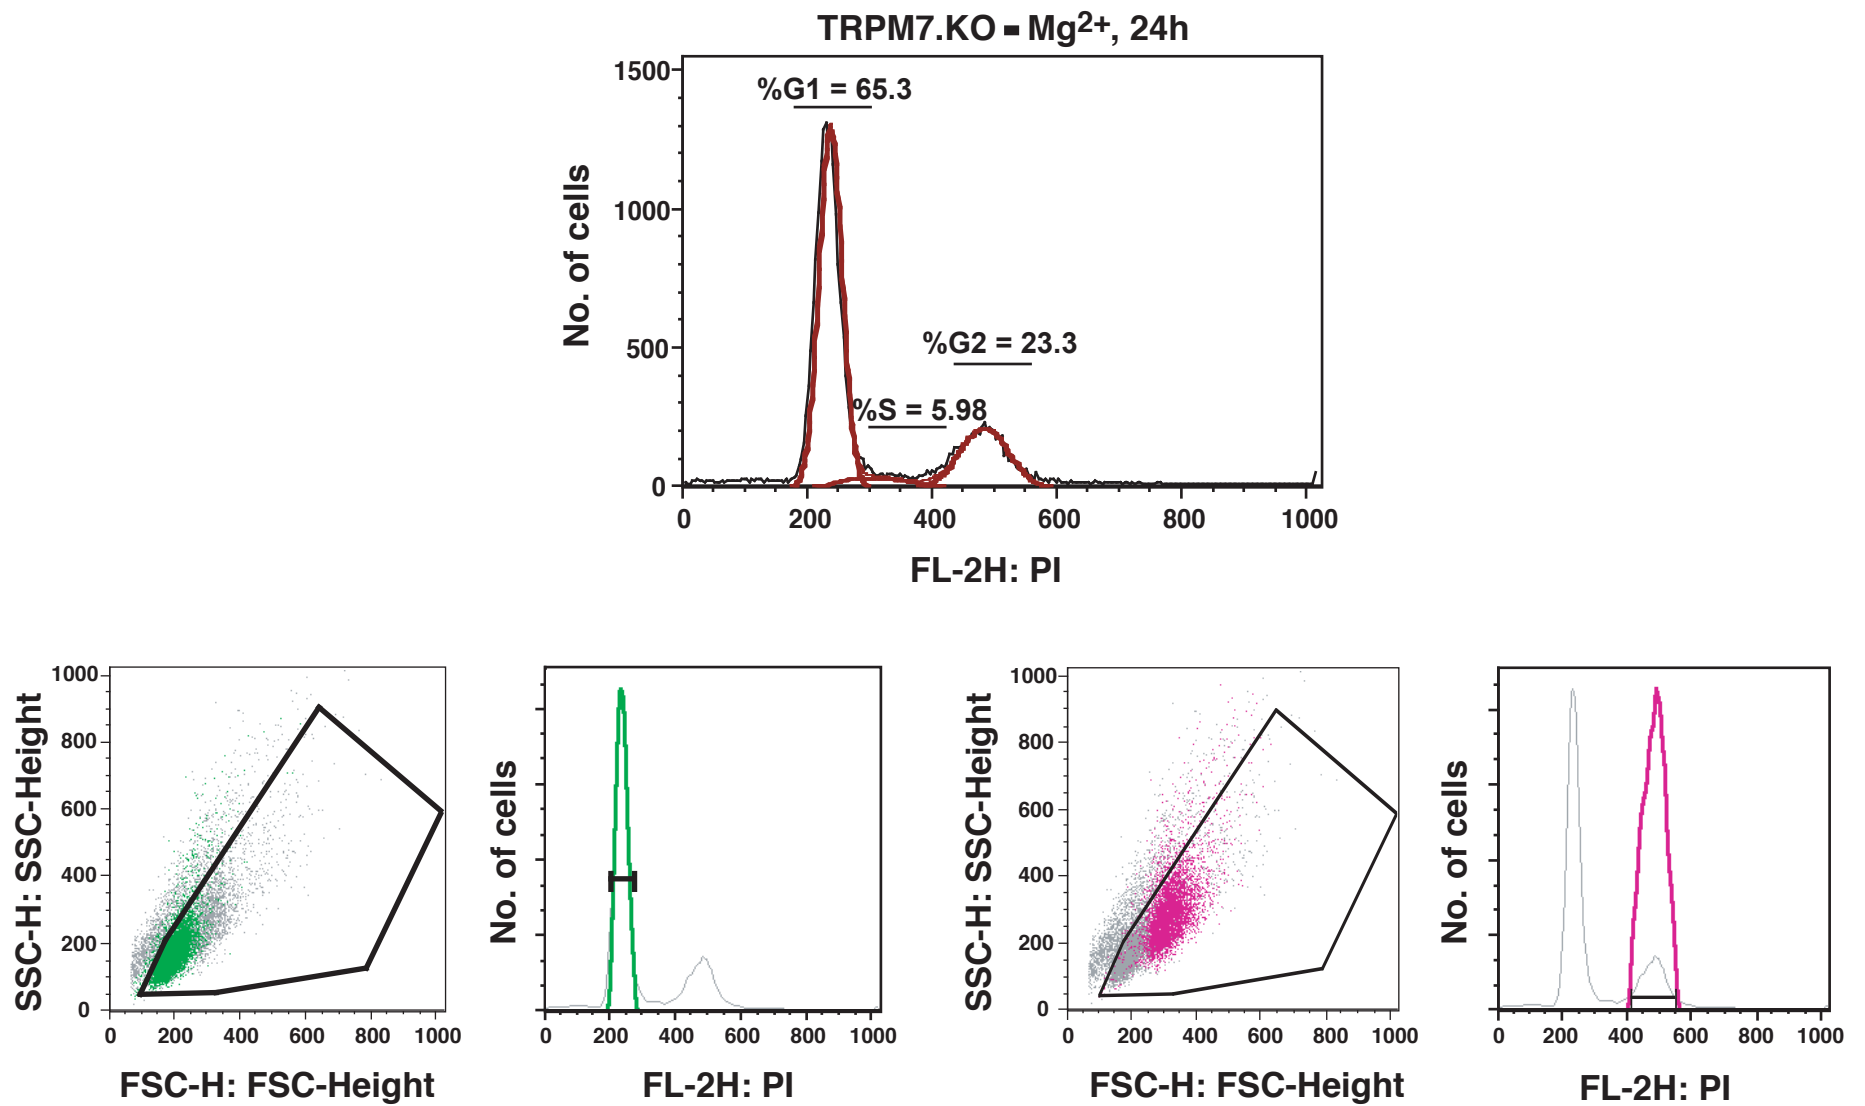 TRPM7.KO - Mg2+, 24h
1500
1000
500
0
No. of cells
%G1 = 65.3
%G2 = 23.3
%S = 5.98
0 200 400 600 800 1000
FL-2H: PI
1000
800
600
400
200
0
SSC-H: SSC-Height
0 200 400 600 800 1000
FSC-H: FSC-Height
No. of cells
0 200 400 600 800 1000
FL-2H: PI
1000
800
600
400
200
0
SSC-H: SSC-Height
0 200 400 600 800 1000
FSC-H: FSC-Height
No. of cells
0 200 400 600 800 1000
FL-2H: PI